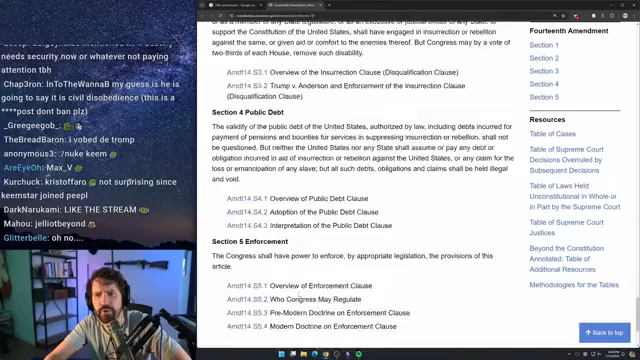 needs security now or whatever not paying
attention tbh
Chap3ron: InToTheWannaB my guess is he is
going to say it is civil disobedience (this is a
****post dont ban plz)
_Greegeegob_:
TheBreadBaron: i vobed de tromp
anonymous3: ./nuke keem
AreEyeOh: Max_V
Kurchuck: kristoffaro not surprising since
keemstar joined peepl
DarkNarukami: LIKE THE STREAM
Mahou: jelliotbeyond
Glitterbelle: oh no....
support the Constitution of the United States, shall have engaged in insurrection or rebellion
against the same, or given aid or comfort to the enemies thereof. But Congress may by a vote of
two-thirds of each House, remove such disability.
Amdt14.S3.1 Overview of the Insurrection Clause (Disqualification Clause)
Amdt14.S3.2 Trump v. Anderson and Enforcement of the Insurrection Clause
(Disqualification Clause)
Section 4 Public Debt
The validity of the public debt of the United States, authorized by law, including debts incurred for
payment of pensions and bounties for services in suppressing insurrection or rebellion, shall not
be questioned. But neither the United States nor any State shall assume or pay any debt or
obligation incurred in aid of insurrection or rebellion against the United States, or any claim for the
loss or emancipation of any slave; but all such debts, obligations and claims shall be held illegal
and void.
Amdt14.S4.1 Overview of Public Debt Clause
Amdt14.S4.2 Adoption of the Public Debt Clause
Amdt14.S4.3 Interpretation of the Public Debt Clause
Section 5 Enforcement
The Congress shall have power to enforce, by appropriate legislation, the provisions of this
article.
Amdt14.S5.1 Overview of Enforcement Clause
Amdt14.S5.2 Who Congress May Regulate
Amdt14.S5.3 Pre-Modern Doctrine on Enforcement Clause
Amdt14.S5.4 Modern Doctrine on Enforcement Clause
Fourteenth Amendment
Section 1
Section 2
Section 3
Section 4
Section 5
Resources
Table of Cases
Table of Supreme Court
Decisions Overruled by
Subsequent Decisions
Table of Laws Held
Unconstitutional in Whole or
in Part by the Supreme Court
Table of Supreme Court
Justices
Beyond the Constitution
Annotated: Table of
Additional Resources
Methodologies for the Tables
Back to top